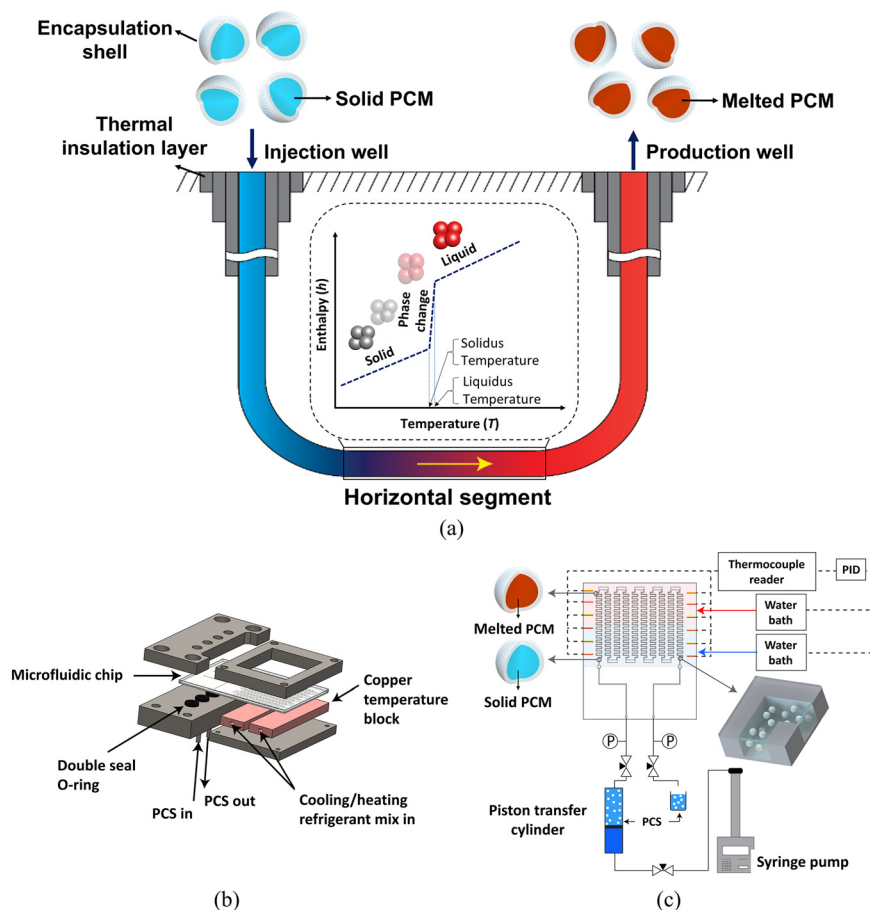 Encapsulation
shell
Solid PCM
Melted PCM
Thermal
insulation layer
Injection well
Production well
Enthalpy (h)
Solid
Phase
change
Liquid
Solidus
Temperature
Liquidus
Temperature
Temperature (T)
Horizontal segment
(a)
Microfluidic chip
Copper
temperature
block
Double seal
O-ring
PCS in
PCS out
Cooling/heating
refrigerant mix in
(b)
Thermocouple
reader
PID
Water
bath
Water
bath
Melted PCM
Solid PCM
P
P
Piston transfer
cylinder
PCS
Syringe pump
(c)